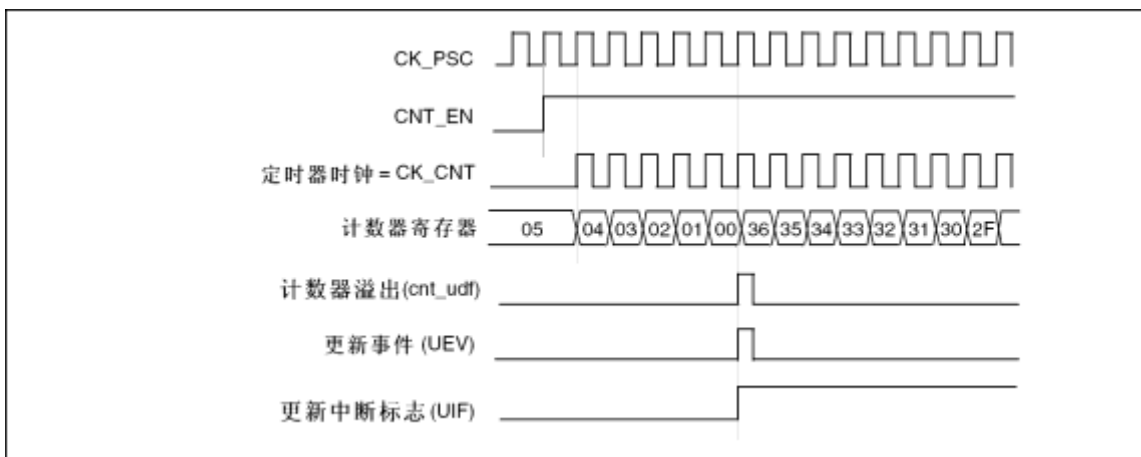 CK_PSC
CNT_EN
定时器时钟 = CK_CNT
计数器寄存器 05 04 03 02 01 00 36 35 34 33 32 31 30 2F
计数器溢出(cnt_udf)
更新事件 (UEV)
更新中断标志 (UIF)